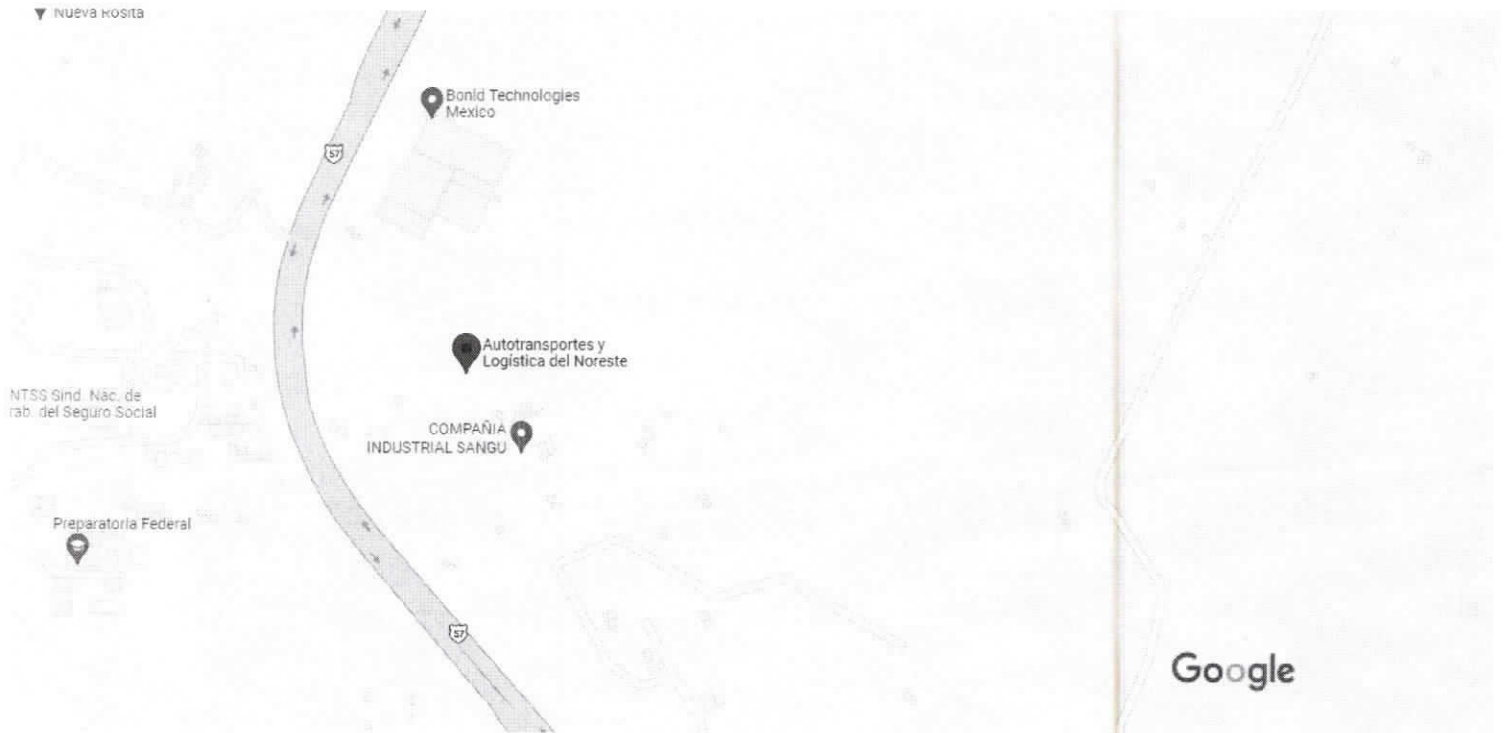 Nueva Rosita
Bonld Technologies
Mexico
57
Autotransportes y
Logística del Noreste
NTSS Sind. Nac. de
rab. del Seguro Social
COMPAÑIA
INDUSTRIAL SANGU
Preparatoria Federal
57
Google